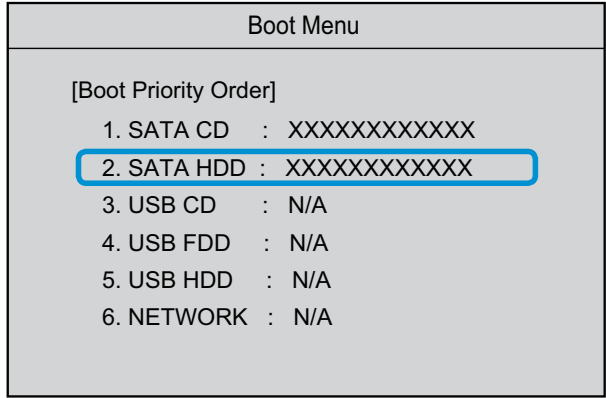 Boot Menu
[Boot Priority Order]
1. SATA CD : XXXXXXXXXXXX
2. SATA HDD : XXXXXXXXXXXX
3. USB CD : N/A
4. USB FDD : N/A
5. USB HDD : N/A
6. NETWORK : N/A